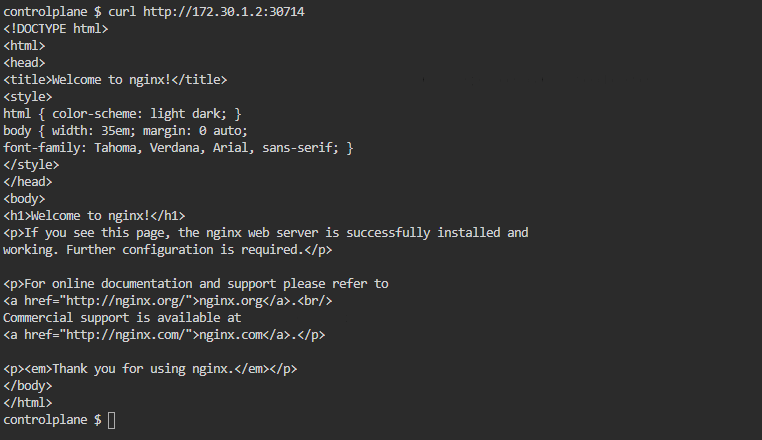 controlplane $ curl http://172.30.1.2:30714
<!DOCTYPE html>
<html>
<head>
<title>Welcome to nginx!</title>
<style>
html { color-scheme: light dark; }
body { width: 35em; margin: 0 auto;
font-family: Tahoma, Verdana, Arial, sans-serif; }
</style>
</head>
<body>
<h1>Welcome to nginx!</h1>
<p>If you see this page, the nginx web server is successfully installed and
working. Further configuration is required.</p>

<p>For online documentation and support please refer to
<a href="http://nginx.org/">nginx.org</a>.<br/>
Commercial support is available at
<a href="http://nginx.com/">nginx.com</a>.</p>

<p><em>Thank you for using nginx.</em></p>
</body>
</html>
controlplane $